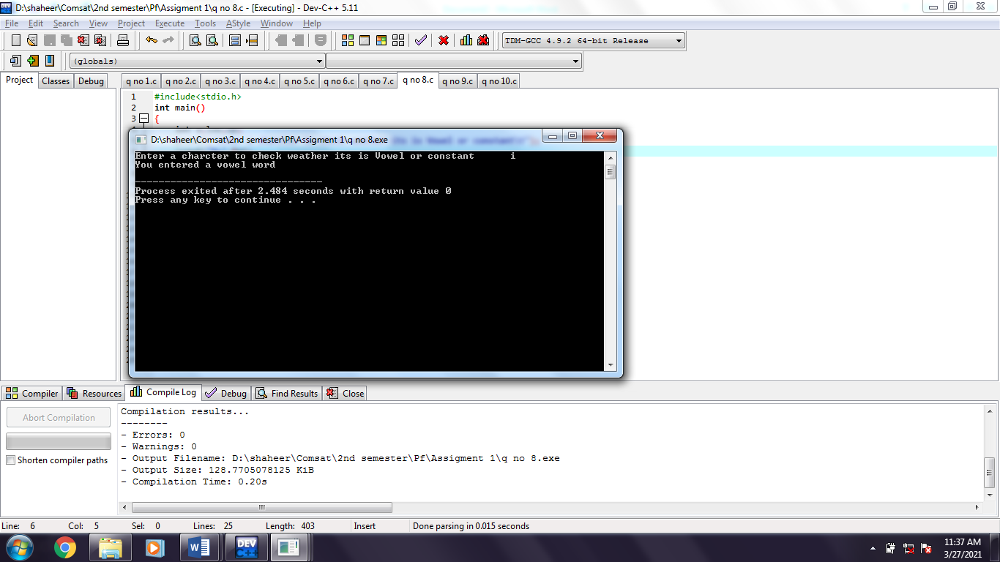 D:\shaheer\Comsat\2nd semester\Pf\Assigment 1\q no 8.c - [Executing] - Dev-C++ 5.11
File Edit Search View Project Execute Tools AStyle Window Help
TDM-GCC 4.9.2 64-bit Release
(globals)
Project Classes Debug
q no 1.c q no 2.c q no 3.c q no 4.c q no 5.c q no 6.c q no 7.c q no 8.c q no 9.c q no 10.c
1 #include<stdio.h>
2 int main()
3 {
D:\shaheer\Comsat\2nd semester\Pf\Assigment 1\q no 8.exe
its is Vowel or constant
Enter a charcter to check weather its is Vowel or constant i
You entered a vowel word
--------------------------------
Process exited after 2.484 seconds with return value 0
Press any key to continue . . .
Compiler Resources Compile Log Debug Find Results Close
Abort Compilation
Shorten compiler paths
Compilation results...
--------
- Errors: 0
- Warnings: 0
- Output Filename: D:\shaheer\Comsat\2nd semester\Pf\Assigment 1\q no 8.exe
- Output Size: 128.7705078125 KiB
- Compilation Time: 0.20s
Line: 6 Col: 5 Sel: 0 Lines: 25 Length: 403 Insert Done parsing in 0.015 seconds
DEV C++
11:37 AM
3/27/2021